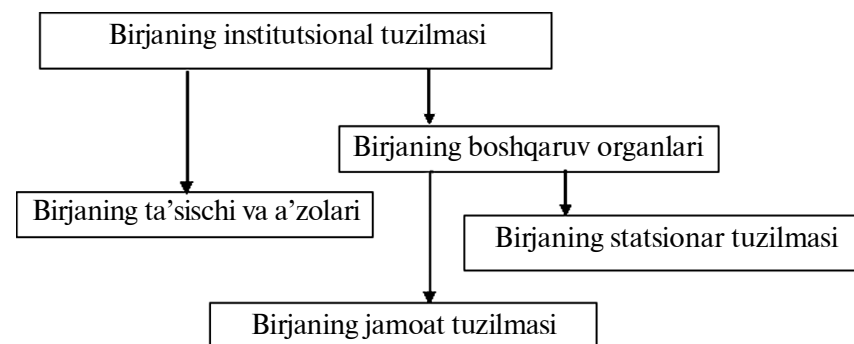 Birjaning institutsional tuzilmasi
Birjaning boshqaruv organlari
Birjaning ta’sischi va a’zolari
Birjaning statsionar tuzilmasi
Birjaning jamoat tuzilmasi